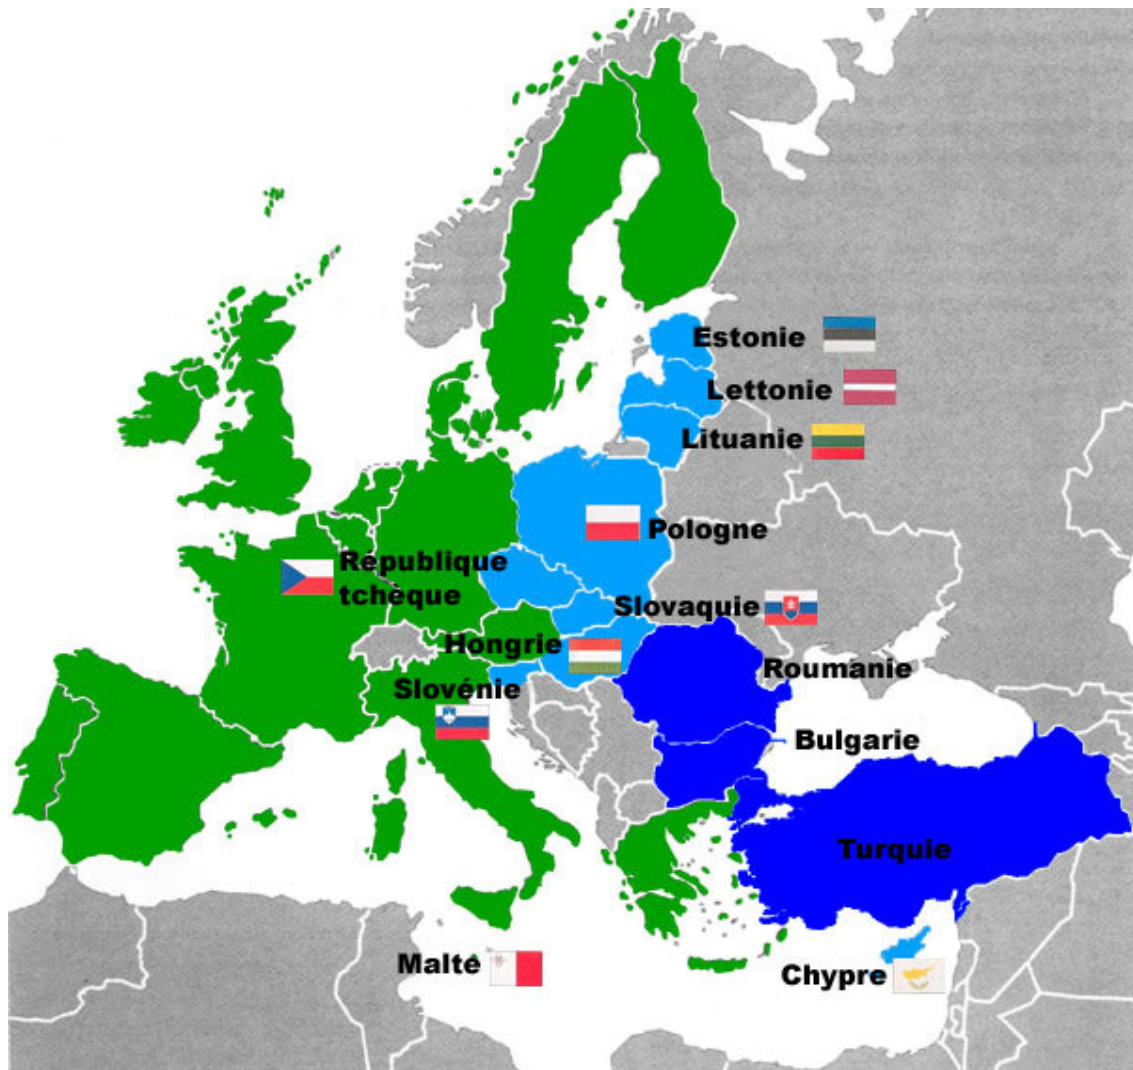 Estonie
Lettonie
Lituanie
Pologne
République
tchèque
Slovaquie
Hongrie
Roumanie
Slovénie
Bulgarie
Turquie
Malte
Chypre